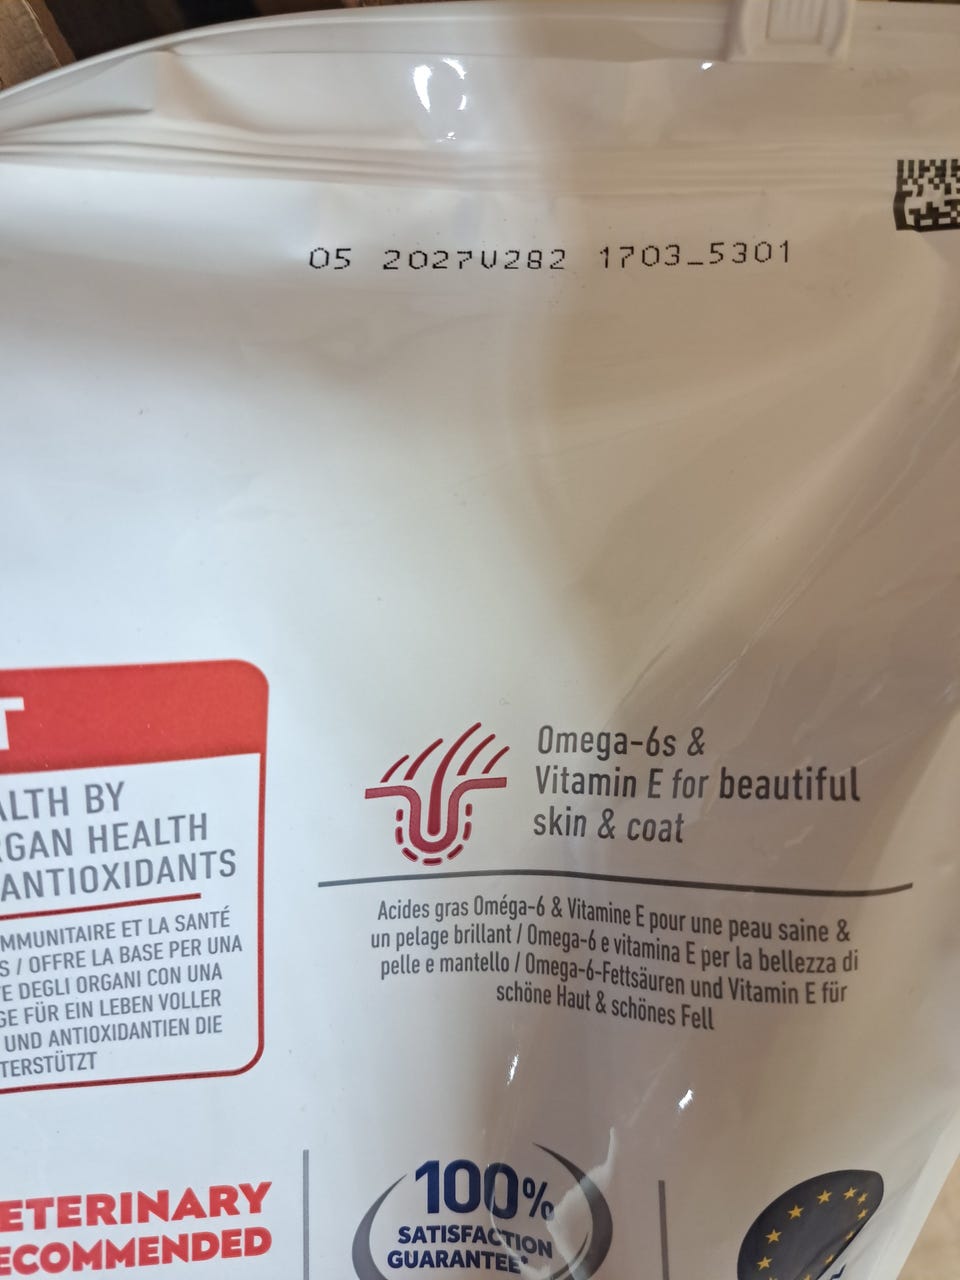 05 2027V282 1703_5301
T
ALTH BY
RGAN HEALTH
ANTIOXIDANTS
MMUNITAIRE ET LA SANTÉ
S / OFFRE LA BASE PER UNA
TE DEGLI ORGANI CON UNA
GE FÜR EIN LEBEN VOLLER
UND ANTIOXIDANTIEN DIE
TERSTÜTZT
Omega-6s &
Vitamin E for beautiful
skin & coat
Acides gras Oméga-6 & Vitamine E pour une peau saine &
un pelage brillant / Omega-6 e vitamina E per la bellezza di
pelle e mantello / Omega-6-Fettsäuren und Vitamin E für
schöne Haut & schönes Fell
ETERINARY
ECOMMENDED
100%
SATISFACTION
GUARANTEE*